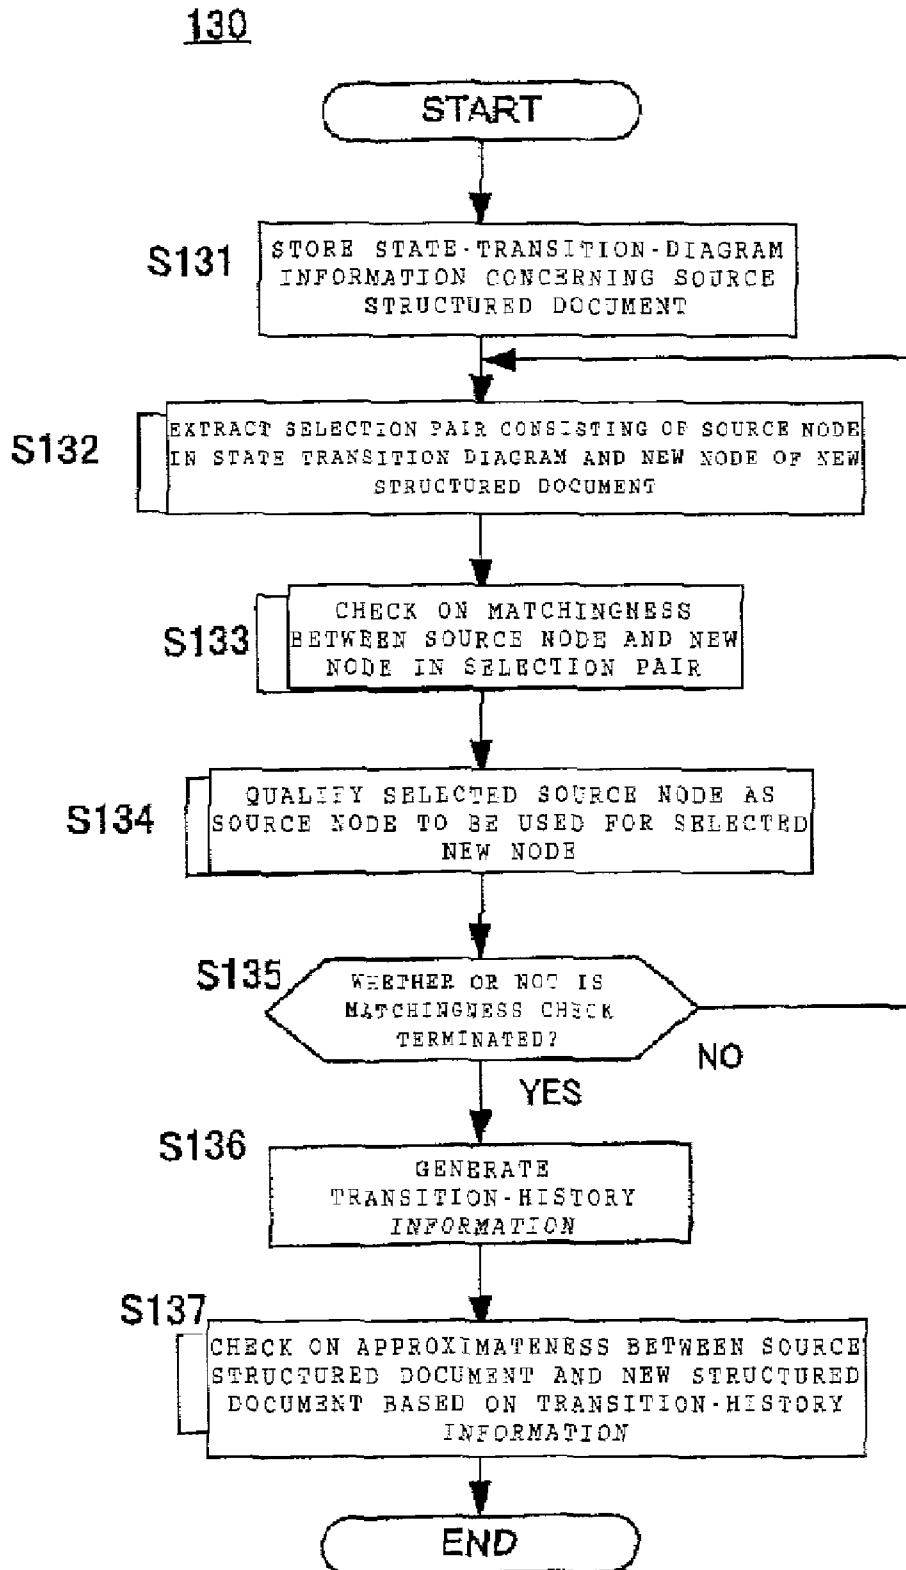 130
START
S131
STORE STATE-TRANSITION-DIAGRAM
INFORMATION CONCERNING SOURCE
STRUCTURED DOCUMENT
S132
EXTRACT SELECTION PAIR CONSISTING OF SOURCE NODE
IN STATE TRANSITION DIAGRAM AND NEW NODE OF NEW
STRUCTURED DOCUMENT
S133
CHECK ON MATCHINGNESS
BETWEEN SOURCE NODE AND NEW
NODE IN SELECTION PAIR
S134
QUALIFY SELECTED SOURCE NODE AS
SOURCE NODE TO BE USED FOR SELECTED
NEW NODE
S135
WHETHER OR NOT IS
MATCHINGNESS CHECK
TERMINATED?
NO
YES
S136
GENERATE
TRANSITION-HISTORY
INFORMATION
S137
CHECK ON APPROXIMATENESS BETWEEN SOURCE
STRUCTURED DOCUMENT AND NEW STRUCTURED
DOCUMENT BASED ON TRANSITION-HISTORY
INFORMATION
END